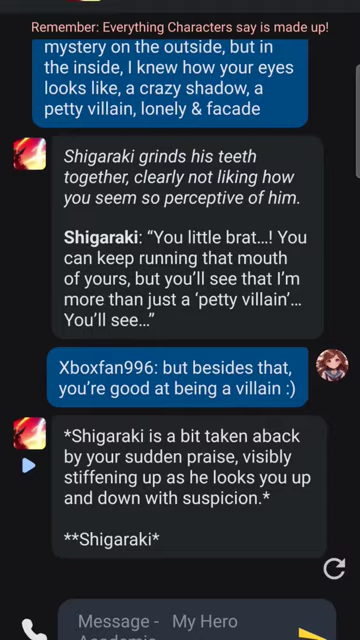 Remember: Everything Characters say is made up!
mystery on the outside, but in
the inside, I knew how your eyes
looks like, a crazy shadow, a
petty villain, lonely & facade
Shigaraki grinds his teeth
together, clearly not liking how
you seem so perceptive of him.
Shigaraki: “You little brat…! You
can keep running that mouth
of yours, but you’ll see that I’m
more than just a ‘petty villain’…
You’ll see…”
Xboxfan996: but besides that,
you’re good at being a villain :)
*Shigaraki is a bit taken aback
by your sudden praise, visibly
stiffening up as he looks you up
and down with suspicion.*
**Shigaraki*
Message - My Hero
Academia